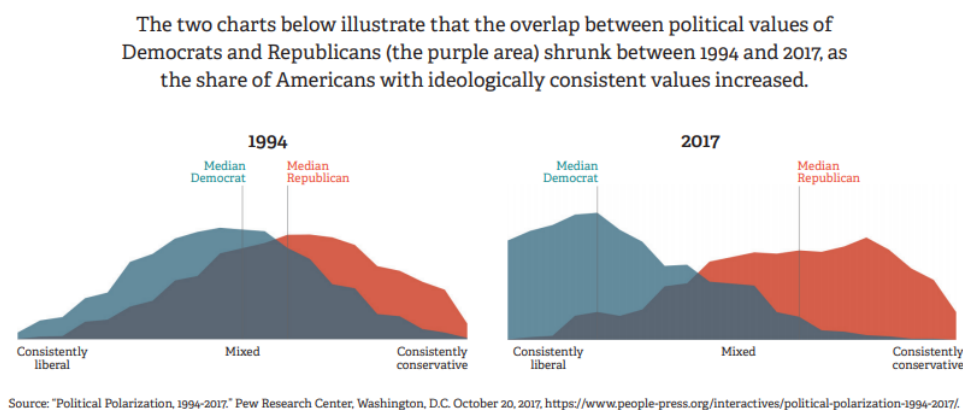 The two charts below illustrate that the overlap between political values of
Democrats and Republicans (the purple area) shrunk between 1994 and 2017, as
the share of Americans with ideologically consistent values increased.
1994
Median
Democrat
Median
Republican
Consistently
liberal
Mixed
Consistently
conservative
2017
Median
Democrat
Median
Republican
Consistently
liberal
Mixed
Consistently
conservative
Source: "Political Polarization, 1994-2017." Pew Research Center, Washington, D.C. October 20, 2017, https://www.people-press.org/interactives/political-polarization-1994-2017/.